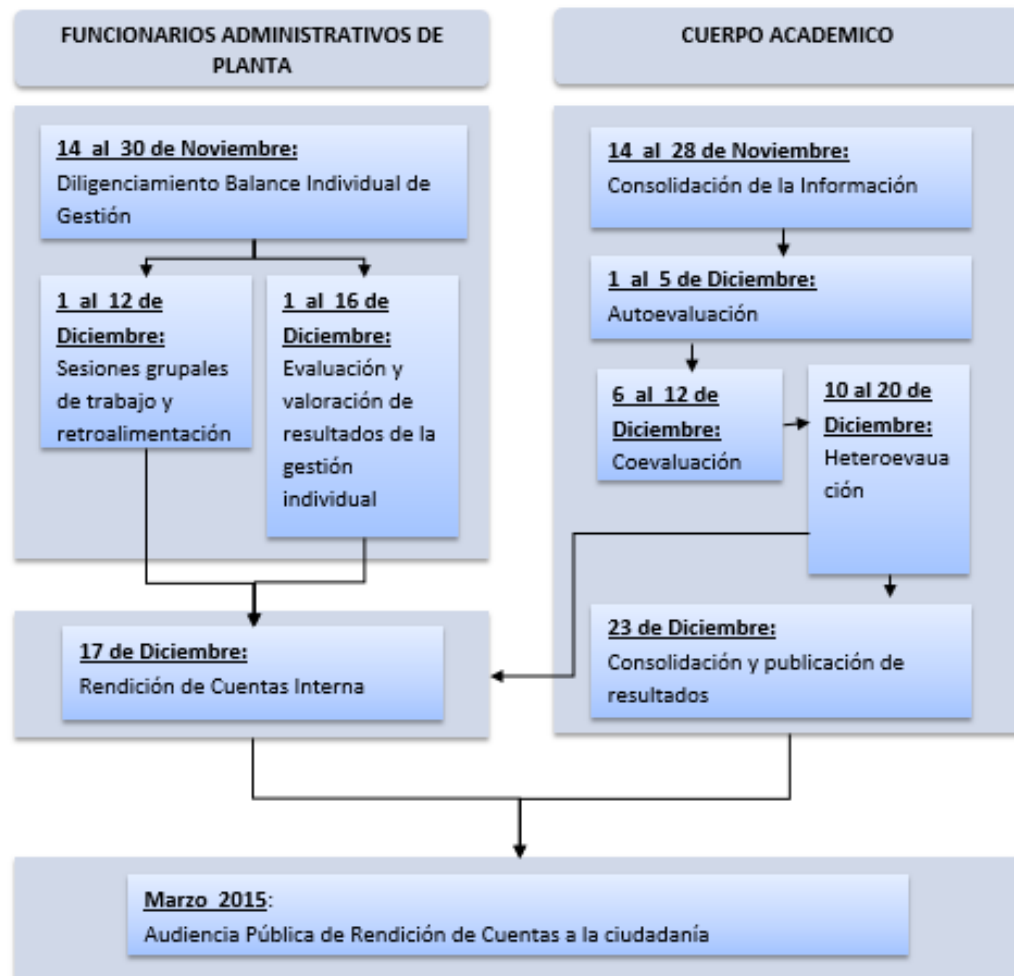 FUNCIONARIOS ADMINISTRATIVOS DE
PLANTA
14 al 30 de Noviembre:
Diligenciamiento Balance Individual de
Gestión
1 al 12 de
Diciembre:
Sesiones grupales
de trabajo y
retroalimentación
1 al 16 de
Diciembre:
Evaluación y
valoración de
resultados de la
gestión
individual
17 de Diciembre:
Rendición de Cuentas Interna
CUERPO ACADEMICO
14 al 28 de Noviembre:
Consolidación de la Información
1 al 5 de Diciembre:
Autoevaluación
6 al 12 de
Diciembre:
Coevaluación
10 al 20 de
Diciembre:
Heteroevaua
ción
23 de Diciembre:
Consolidación y publicación de
resultados
Marzo 2015:
Audiencia Pública de Rendición de Cuentas a la ciudadanía